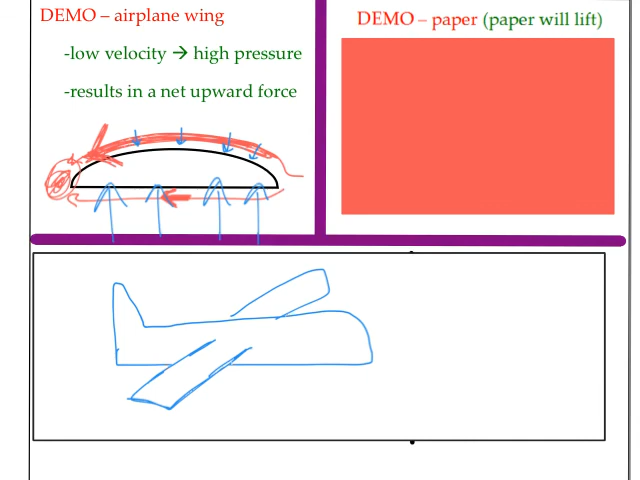 DEMO – airplane wing
-low velocity → high pressure
-results in a net upward force
DEMO – paper (paper will lift)